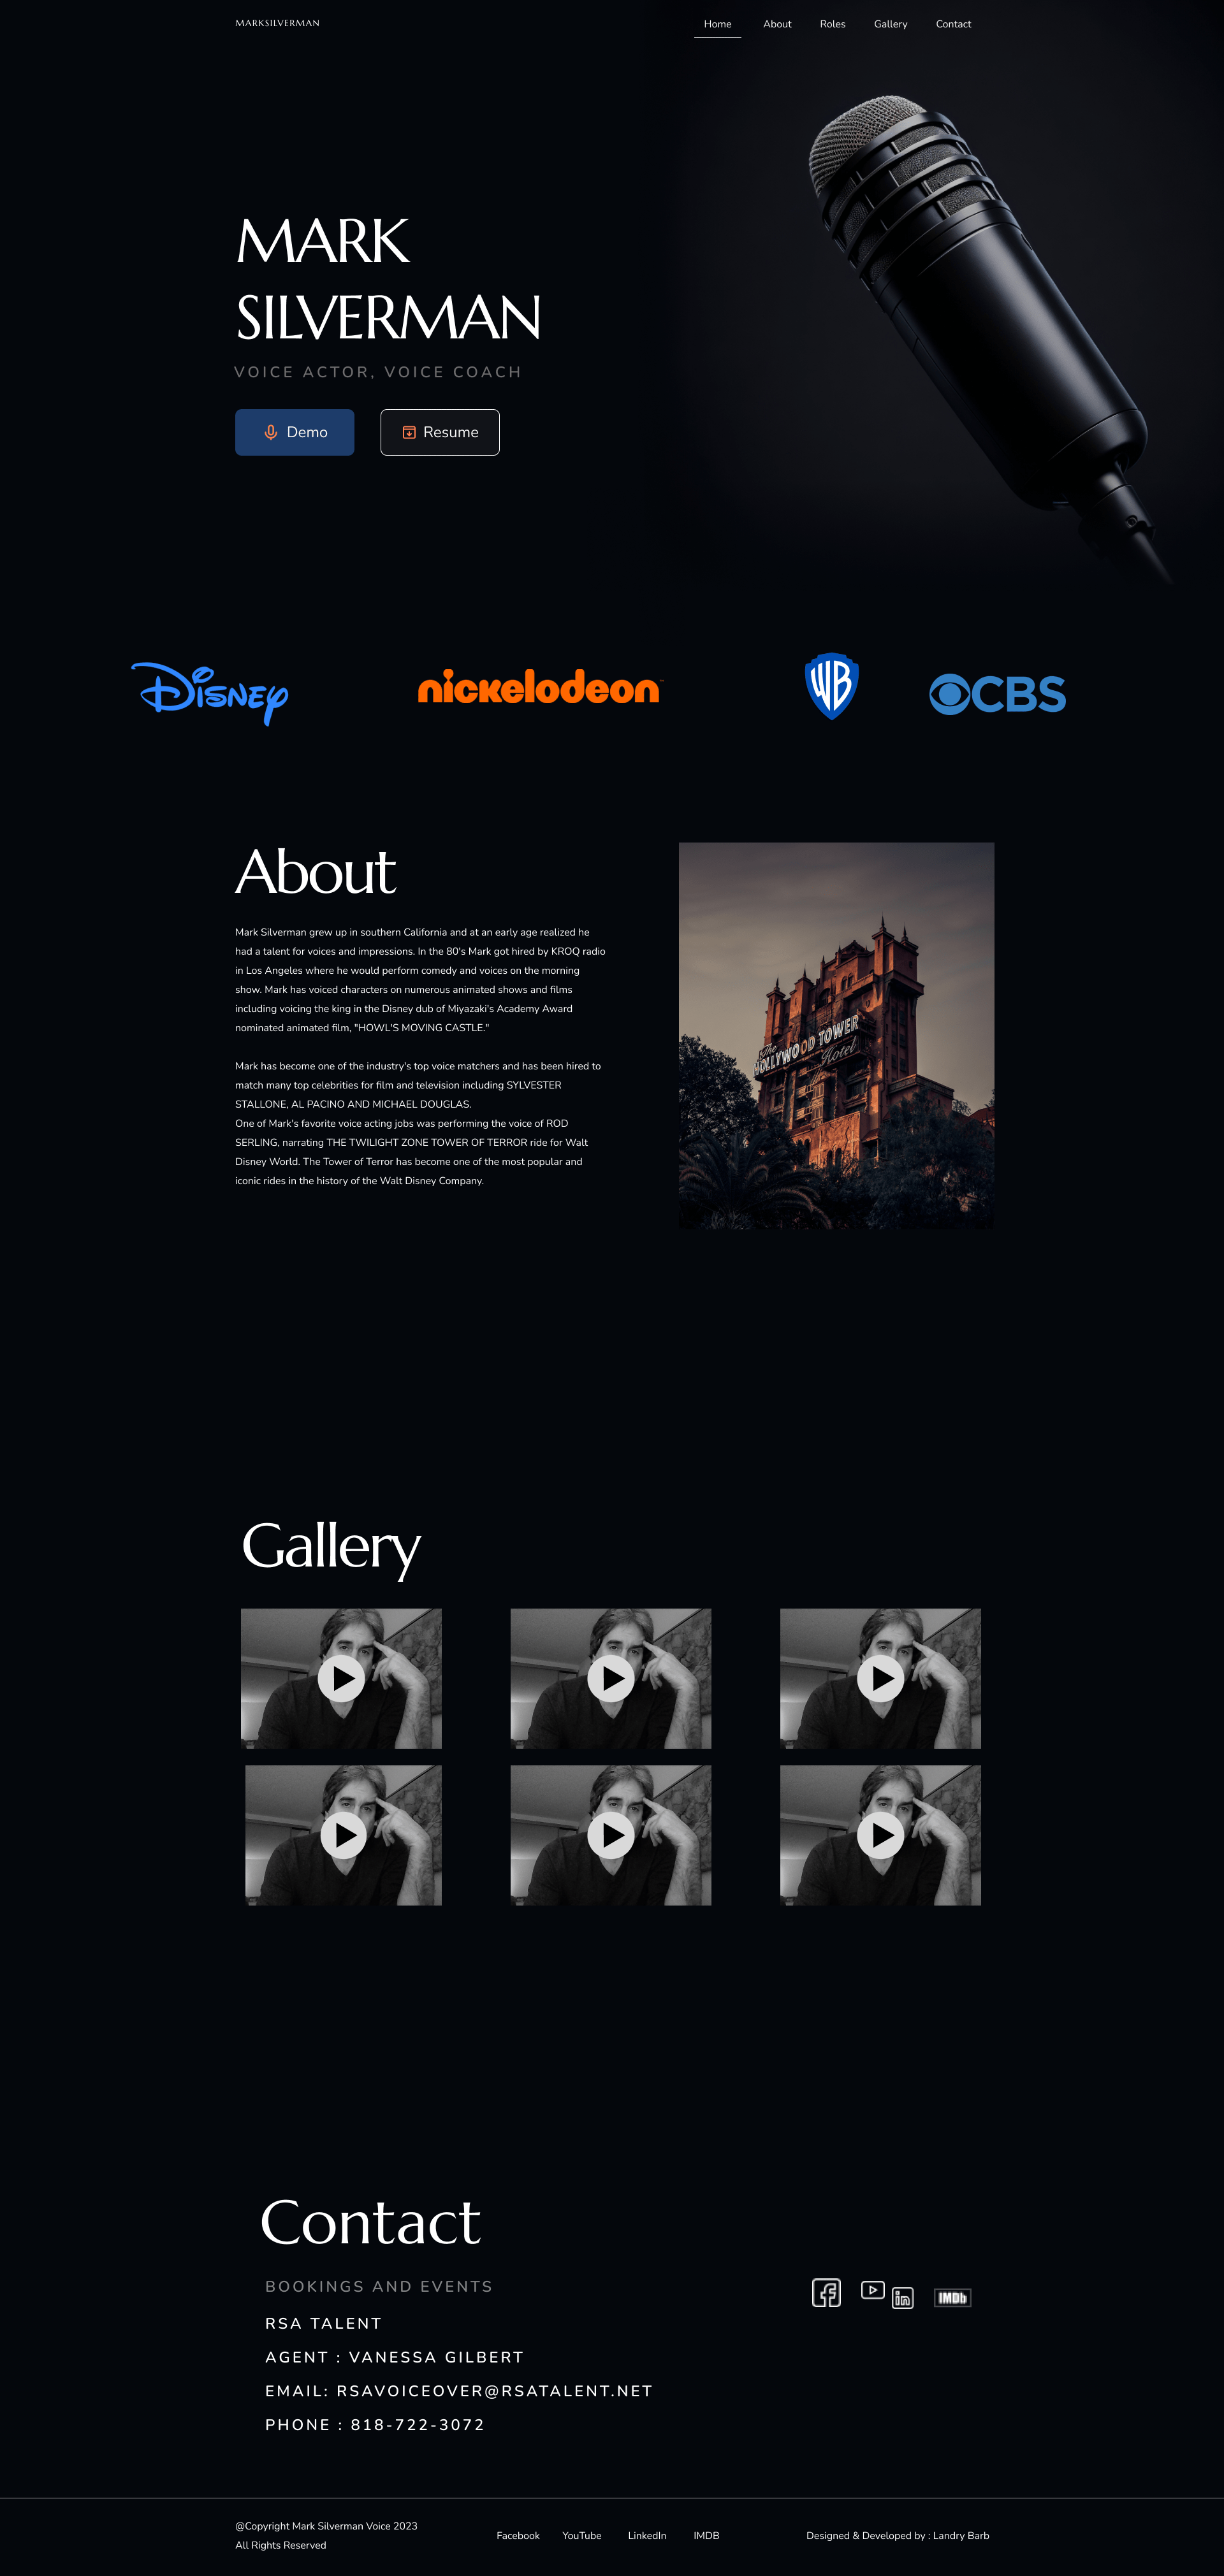 MARKSILVERMAN
Home About Roles Gallery Contact
MARK
SILVERMAN
VOICE ACTOR, VOICE COACH
Demo Resume
Disney nickelodeon WB CBS
About
Mark Silverman grew up in southern California and at an early age realized he
had a talent for voices and impressions. In the 80's Mark got hired by KROQ radio
in Los Angeles where he would perform comedy and voices on the morning
show. Mark has voiced characters on numerous animated shows and films
including voicing the king in the Disney dub of Miyazaki's Academy Award
nominated animated film, "HOWL'S MOVING CASTLE."
Mark has become one of the industry's top voice matchers and has been hired to
match many top celebrities for film and television including SYLVESTER
STALLONE, AL PACINO AND MICHAEL DOUGLAS.
One of Mark's favorite voice acting jobs was performing the voice of ROD
SERLING, narrating THE TWILIGHT ZONE TOWER OF TERROR ride for Walt
Disney World. The Tower of Terror has become one of the most popular and
iconic rides in the history of the Walt Disney Company.
The
HOLLYWOOD TOWER
Hotel
Gallery
Contact
BOOKINGS AND EVENTS
RSA TALENT
AGENT : VANESSA GILBERT
EMAIL: RSAVOICEOVER@RSATALENT.NET
PHONE : 818-722-3072
in IMDb
@Copyright Mark Silverman Voice 2023
All Rights Reserved
Facebook YouTube LinkedIn IMDB
Designed & Developed by : Landry Barb